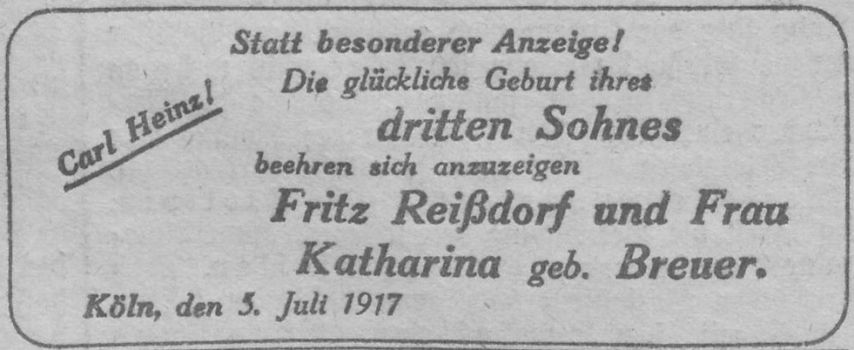 Statt besonderer Anzeige!
Die glückliche Geburt ihres
Carl Heinz!
dritten Sohnes
beehren sich anzuzeigen
Fritz Reißdorf und Frau
Katharina geb. Breuer.
Köln, den 5. Juli 1917